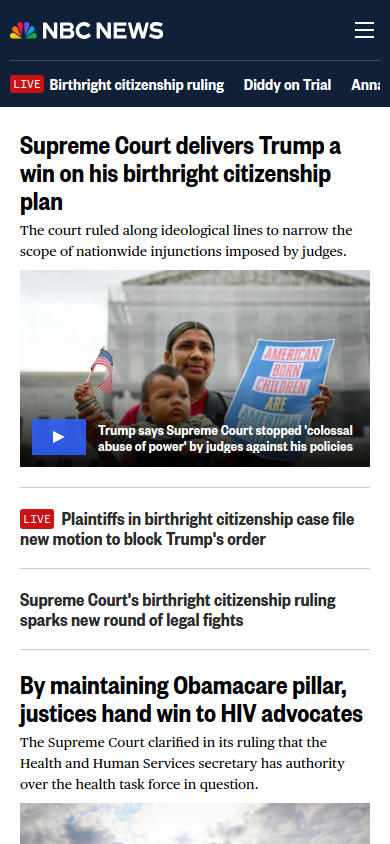 NBC NEWS
LIVE Birthright citizenship ruling Diddy on Trial Anna
Supreme Court delivers Trump a
win on his birthright citizenship
plan
The court ruled along ideological lines to narrow the
scope of nationwide injunctions imposed by judges.
AMERICAN
BORN
CHILDREN
ARE
AMERICAN
Trump says Supreme Court stopped 'colossal
abuse of power' by judges against his policies
LIVE Plaintiffs in birthright citizenship case file
new motion to block Trump's order
Supreme Court's birthright citizenship ruling
sparks new round of legal fights
By maintaining Obamacare pillar,
justices hand win to HIV advocates
The Supreme Court clarified in its ruling that the
Health and Human Services secretary has authority
over the health task force in question.